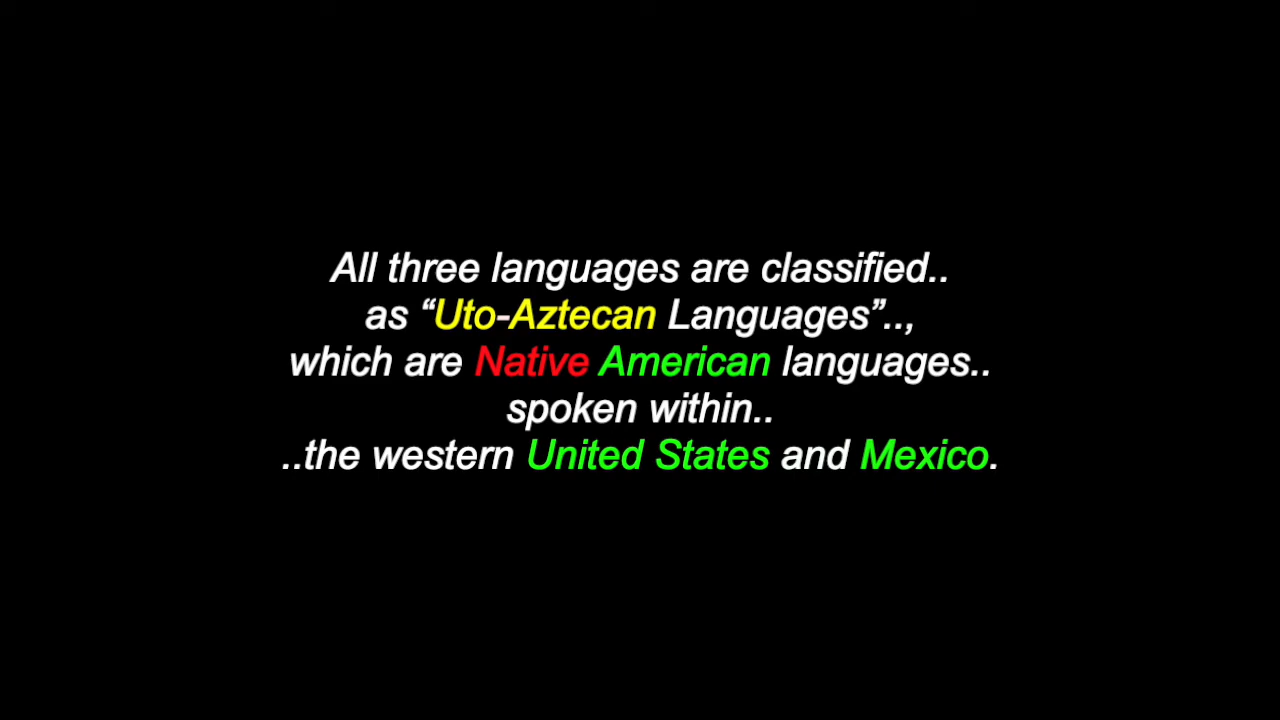 All three languages are classified..
as “Uto-Aztecan Languages”..,
which are Native American languages..
spoken within..
..the western United States and Mexico.